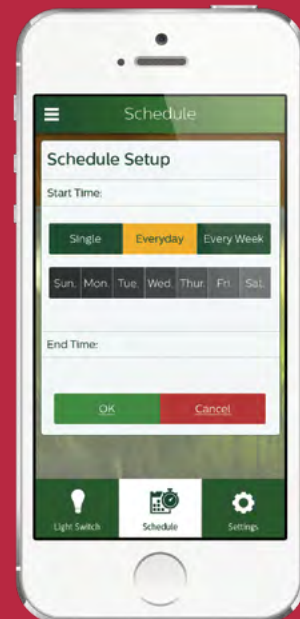 Schedule
Schedule Setup
Start Time:
Single Everyday Every Week
Sun. Mon. Tue. Wed. Thur. Fri. Sat.
End Time:
OK Cancel
Light Switch Schedule Settings